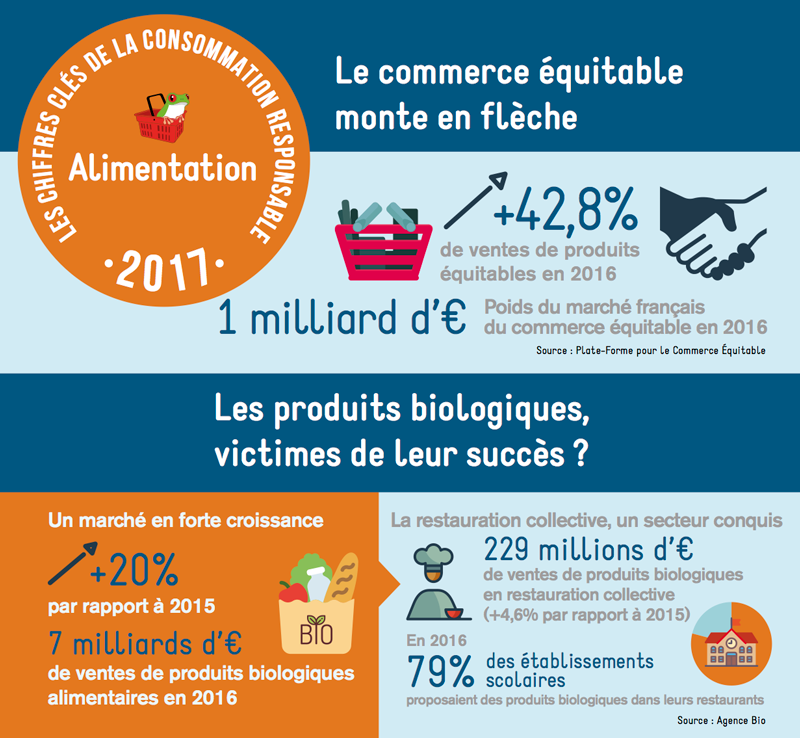 LES CHIFFRES CLÉS DE LA CONSOMMATION RESPONSABLE
Alimentation
• 2017 •
Le commerce équitable
monte en flèche
+42,8%
de ventes de produits
équitables en 2016
1 milliard d'€
Poids du marché français
du commerce équitable en 2016
Source : Plate-Forme pour le Commerce Équitable
Les produits biologiques,
victimes de leur succès ?
Un marché en forte croissance
+20%
par rapport à 2015
BIO
7 milliards d'€
de ventes de produits biologiques
alimentaires en 2016
La restauration collective, un secteur conquis
229 millions d'€
de ventes de produits biologiques
en restauration collective
(+4,6% par rapport à 2015)
En 2016
79%
des établissements
scolaires
proposaient des produits biologiques dans leurs restaurants
Source : Agence Bio